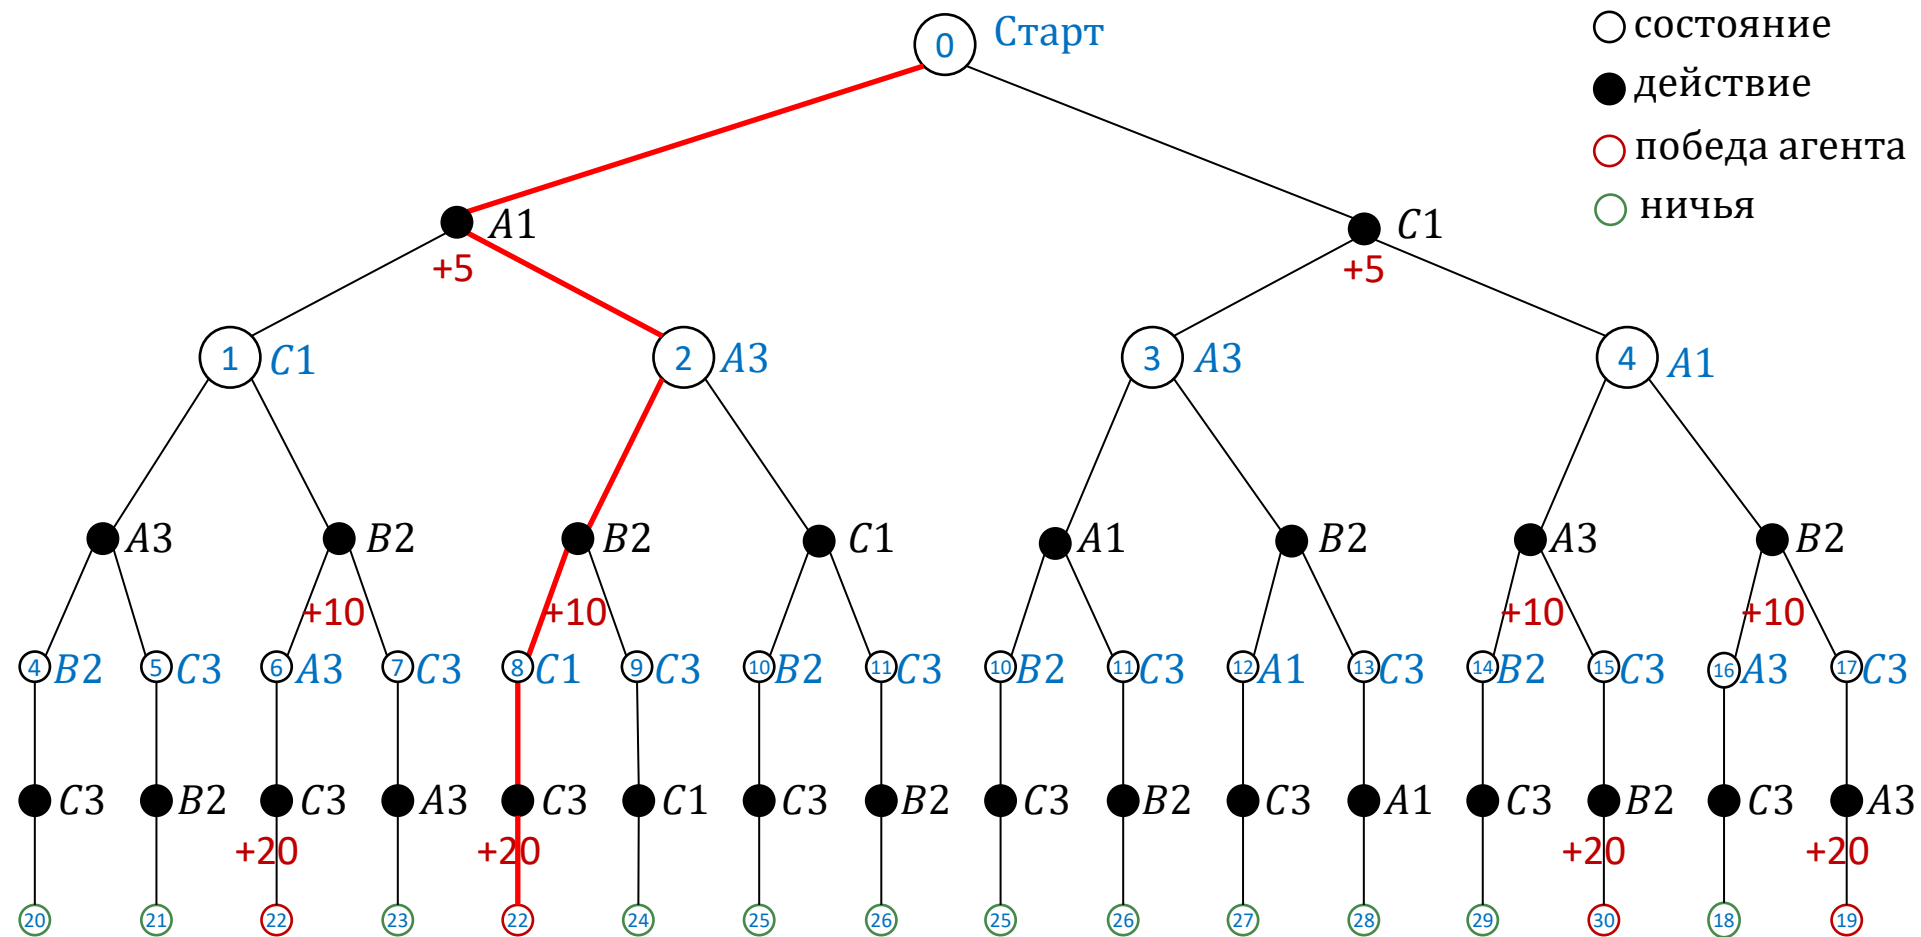 0 Старт
состояние
действие
победа агента
ничья
A1 C1
+5 +5
1 C1 2 A3 3 A3 4 A1
A3 B2 B2 C1 A1 B2 A3 B2
+10 +10 +10 +10
4 B2 5 C3 6 A3 7 C3 8 C1 9 C3 10 B2 11 C3 10 B2 11 C3 12 A1 13 C3 14 B2 15 C3 16 A3 17 C3
C3 B2 C3 A3 C3 C1 C3 B2 C3 B2 C3 A1 C3 B2 C3 A3
+20 +20 +20 +20
20 21 22 23 22 24 25 26 25 26 27 28 29 30 18 19